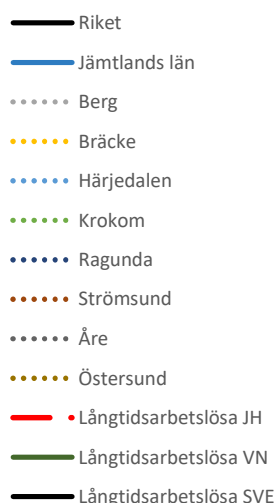 Riket
Jämtlands län
Berg
Bräcke
Härjedalen
Krokom
Ragunda
Strömsund
Åre
Östersund
Långtidsarbetslösa JH
Långtidsarbetslösa VN
Långtidsarbetslösa SVE